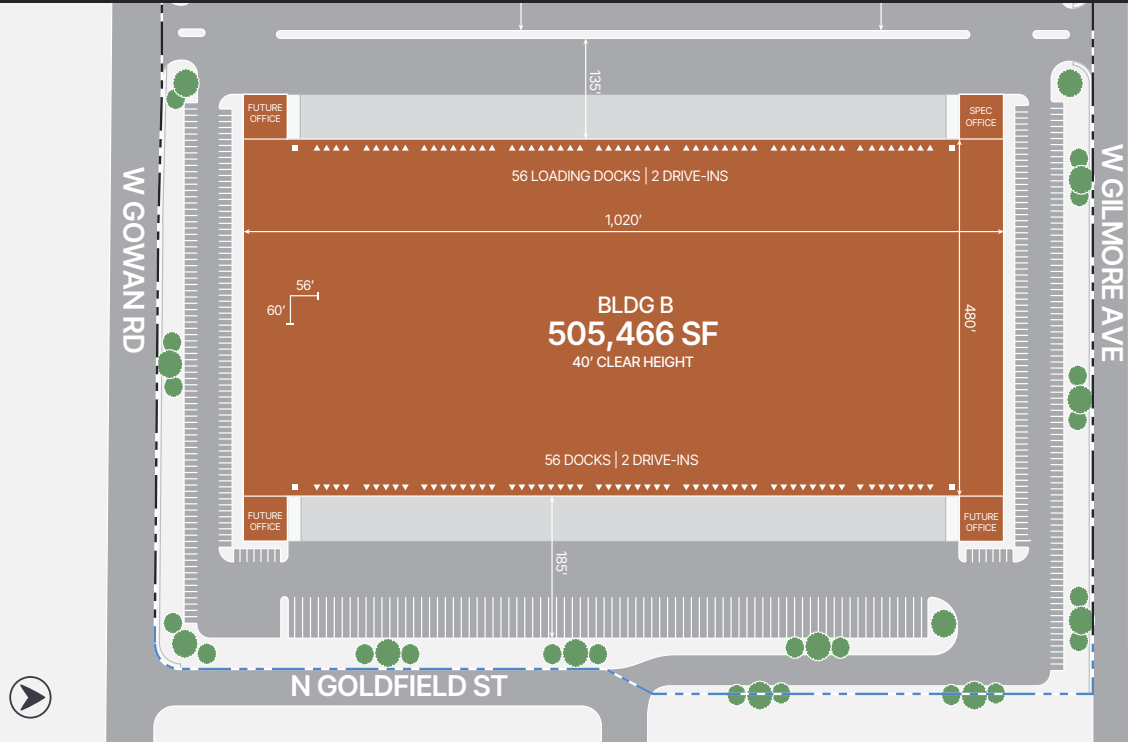 135'
FUTURE
OFFICE
SPEC
OFFICE
56 LOADING DOCKS | 2 DRIVE-INS
1,020'
W GOWAN RD
W GILMORE AVE
56'
60'
BLDG B
505,466 SF
40' CLEAR HEIGHT
480'
56 DOCKS | 2 DRIVE-INS
FUTURE
OFFICE
FUTURE
OFFICE
185'
N GOLDFIELD ST